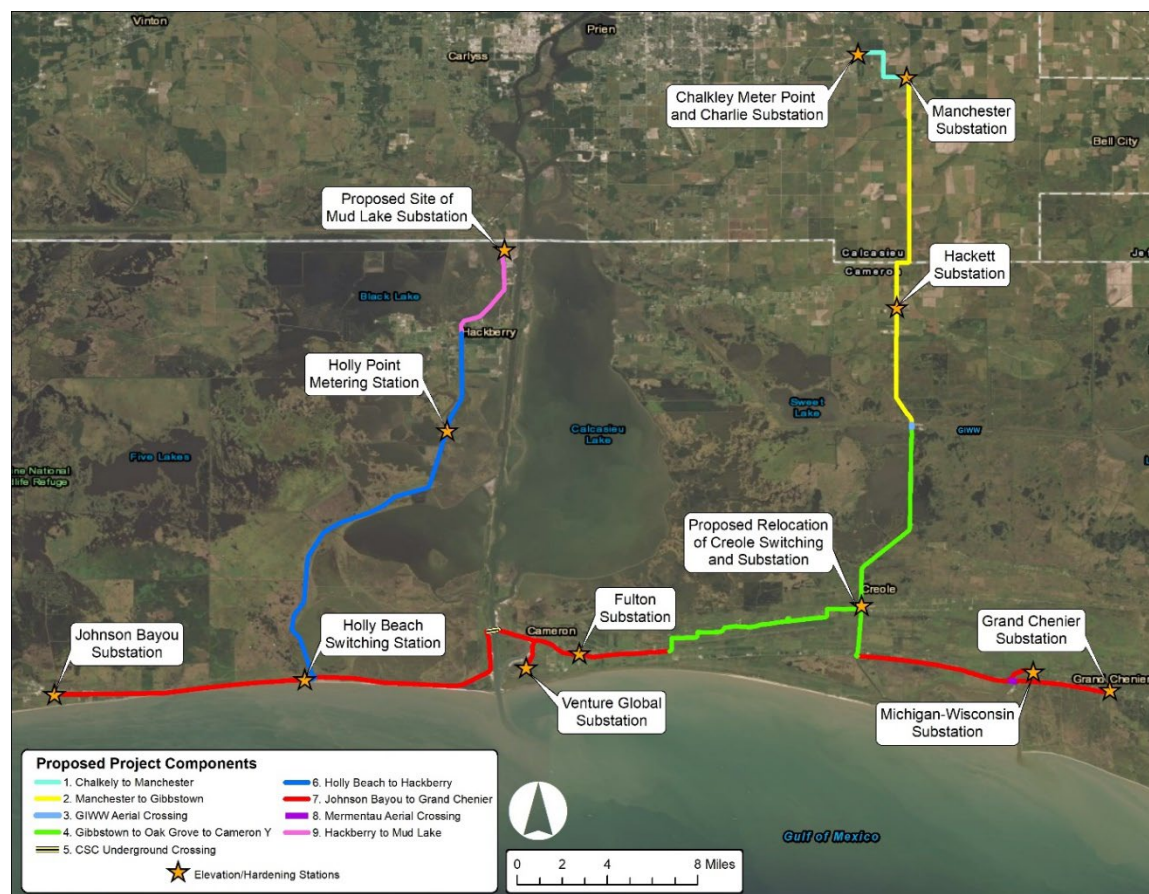 Vinton
Prien
Carlyss
Chalkley Meter Point
and Charlie Substation
Manchester
Substation
Bell City
Proposed Site of
Mud Lake Substation
Calcasieu
Cameron
Hackett
Substation
Black Lake
Hackberry
Holly Point
Metering Station
Sweet
Lake
Calcasieu
Lake
GIWW
Five Lakes
ine National
llife Refuge
Proposed Relocation
of Creole Switching
and Substation
Creole
Fulton
Substation
Cameron
Johnson Bayou
Substation
Holly Beach
Switching Station
Grand Chenier
Substation
Grand Chenier
Venture Global
Substation
Michigan-Wisconsin
Substation
Gulf of Mexico
Proposed Project Components
1. Chalkely to Manchester
2. Manchester to Gibbstown
3. GIWW Aerial Crossing
4. Gibbstown to Oak Grove to Cameron Y
5. CSC Underground Crossing
6. Holly Beach to Hackberry
7. Johnson Bayou to Grand Chenier
8. Mermentau Aerial Crossing
9. Hackberry to Mud Lake
Elevation/Hardening Stations
0 2 4 8 Miles